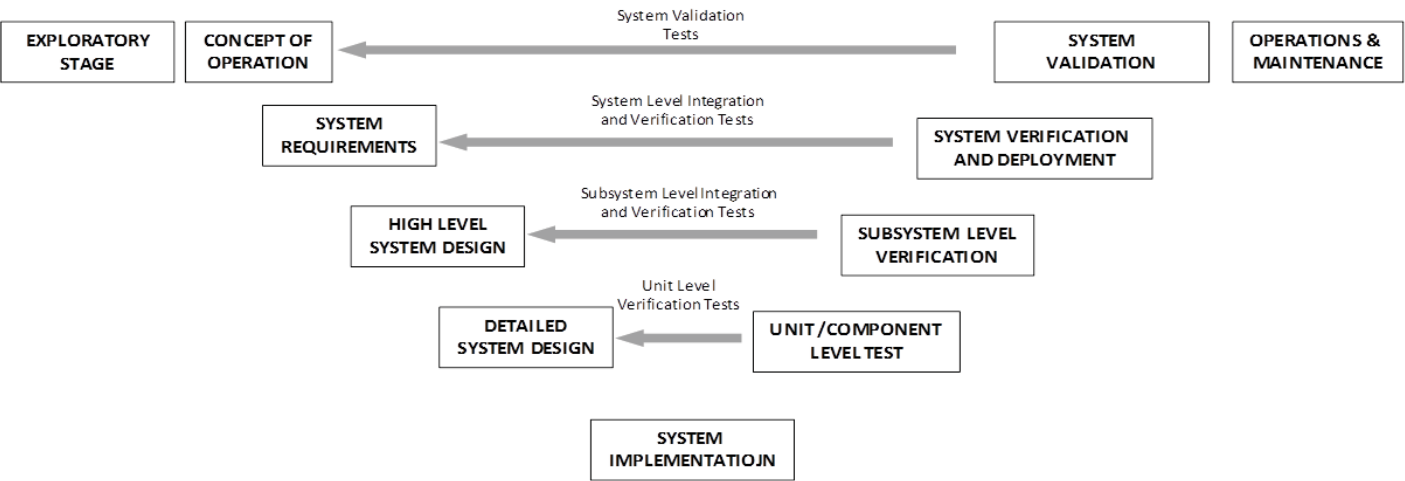 System Validation
Tests
EXPLORATORY
STAGE
CONCEPT OF
OPERATION
SYSTEM
VALIDATION
OPERATIONS &
MAINTENANCE
System Level Integration
and Verification Tests
SYSTEM
REQUIREMENTS
SYSTEM VERIFICATION
AND DEPLOYMENT
Subsystem Level Integration
and Verification Tests
HIGH LEVEL
SYSTEM DESIGN
SUBSYSTEM LEVEL
VERIFICATION
Unit Level
Verification Tests
DETAILED
SYSTEM DESIGN
UNIT /COMPONENT
LEVEL TEST
SYSTEM
IMPLEMENTATIOJN